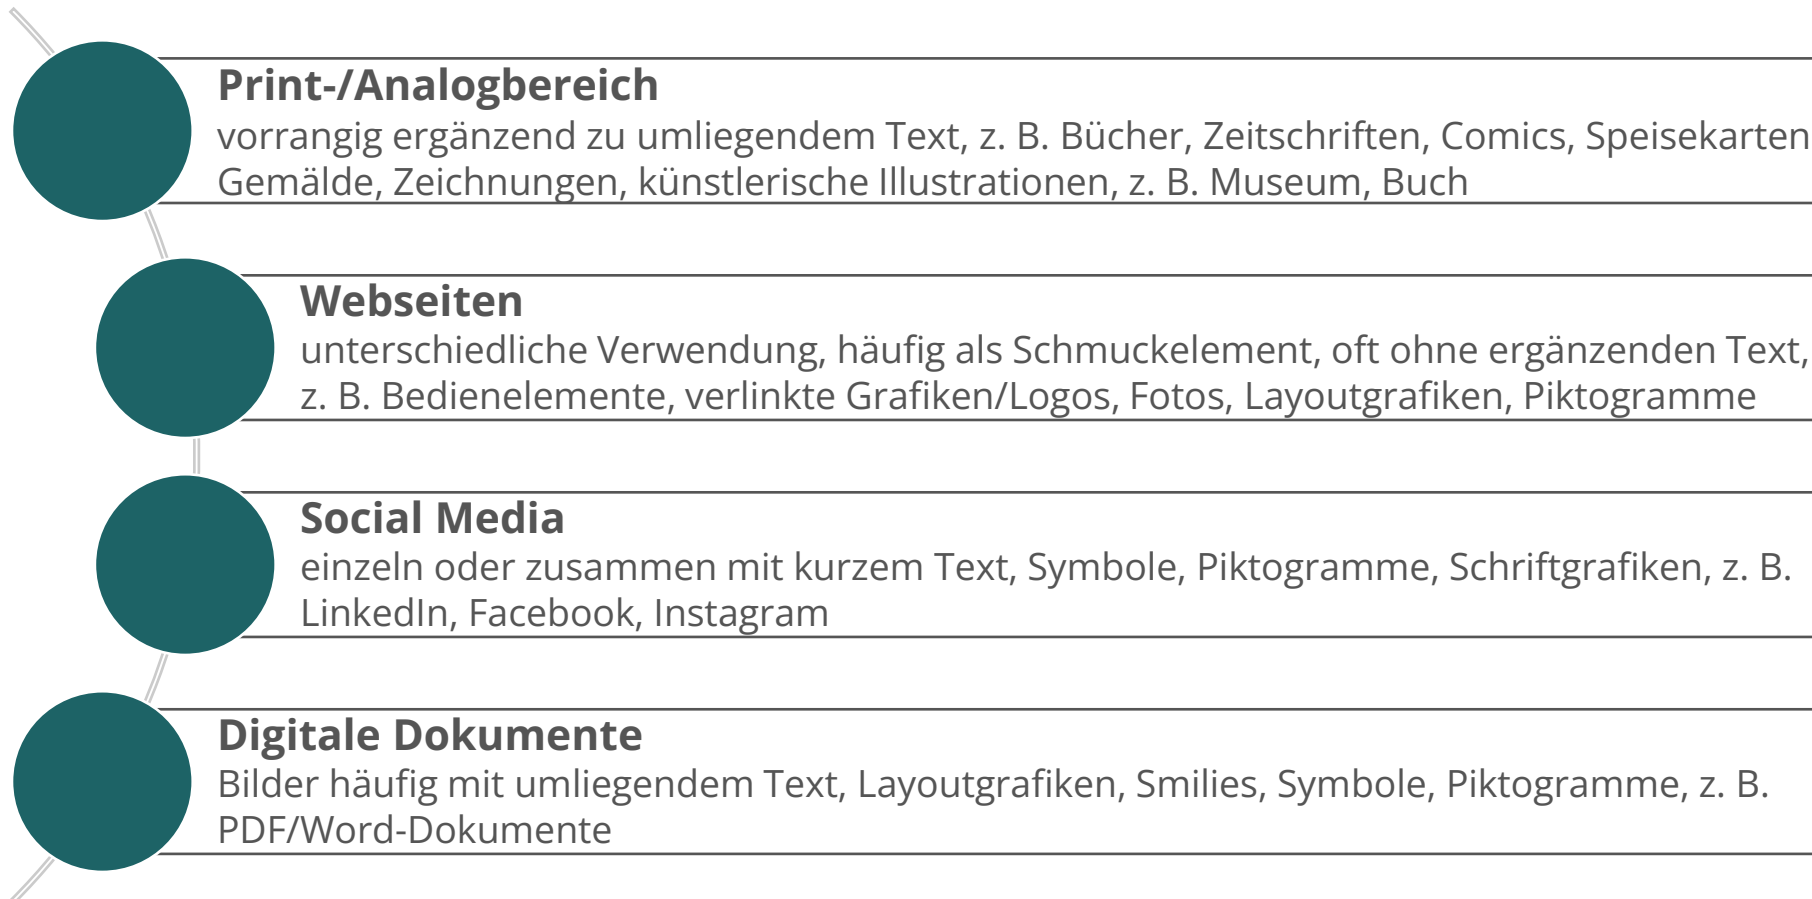 Print-/Analogbereich
vorrangig ergänzend zu umliegendem Text, z. B. Bücher, Zeitschriften, Comics, Speisekarten
Gemälde, Zeichnungen, künstlerische Illustrationen, z. B. Museum, Buch
Webseiten
unterschiedliche Verwendung, häufig als Schmuckelement, oft ohne ergänzenden Text,
z. B. Bedienelemente, verlinkte Grafiken/Logos, Fotos, Layoutgrafiken, Piktogramme
Social Media
einzeln oder zusammen mit kurzem Text, Symbole, Piktogramme, Schriftgrafiken, z. B.
LinkedIn, Facebook, Instagram
Digitale Dokumente
Bilder häufig mit umliegendem Text, Layoutgrafiken, Smilies, Symbole, Piktogramme, z. B.
PDF/Word-Dokumente